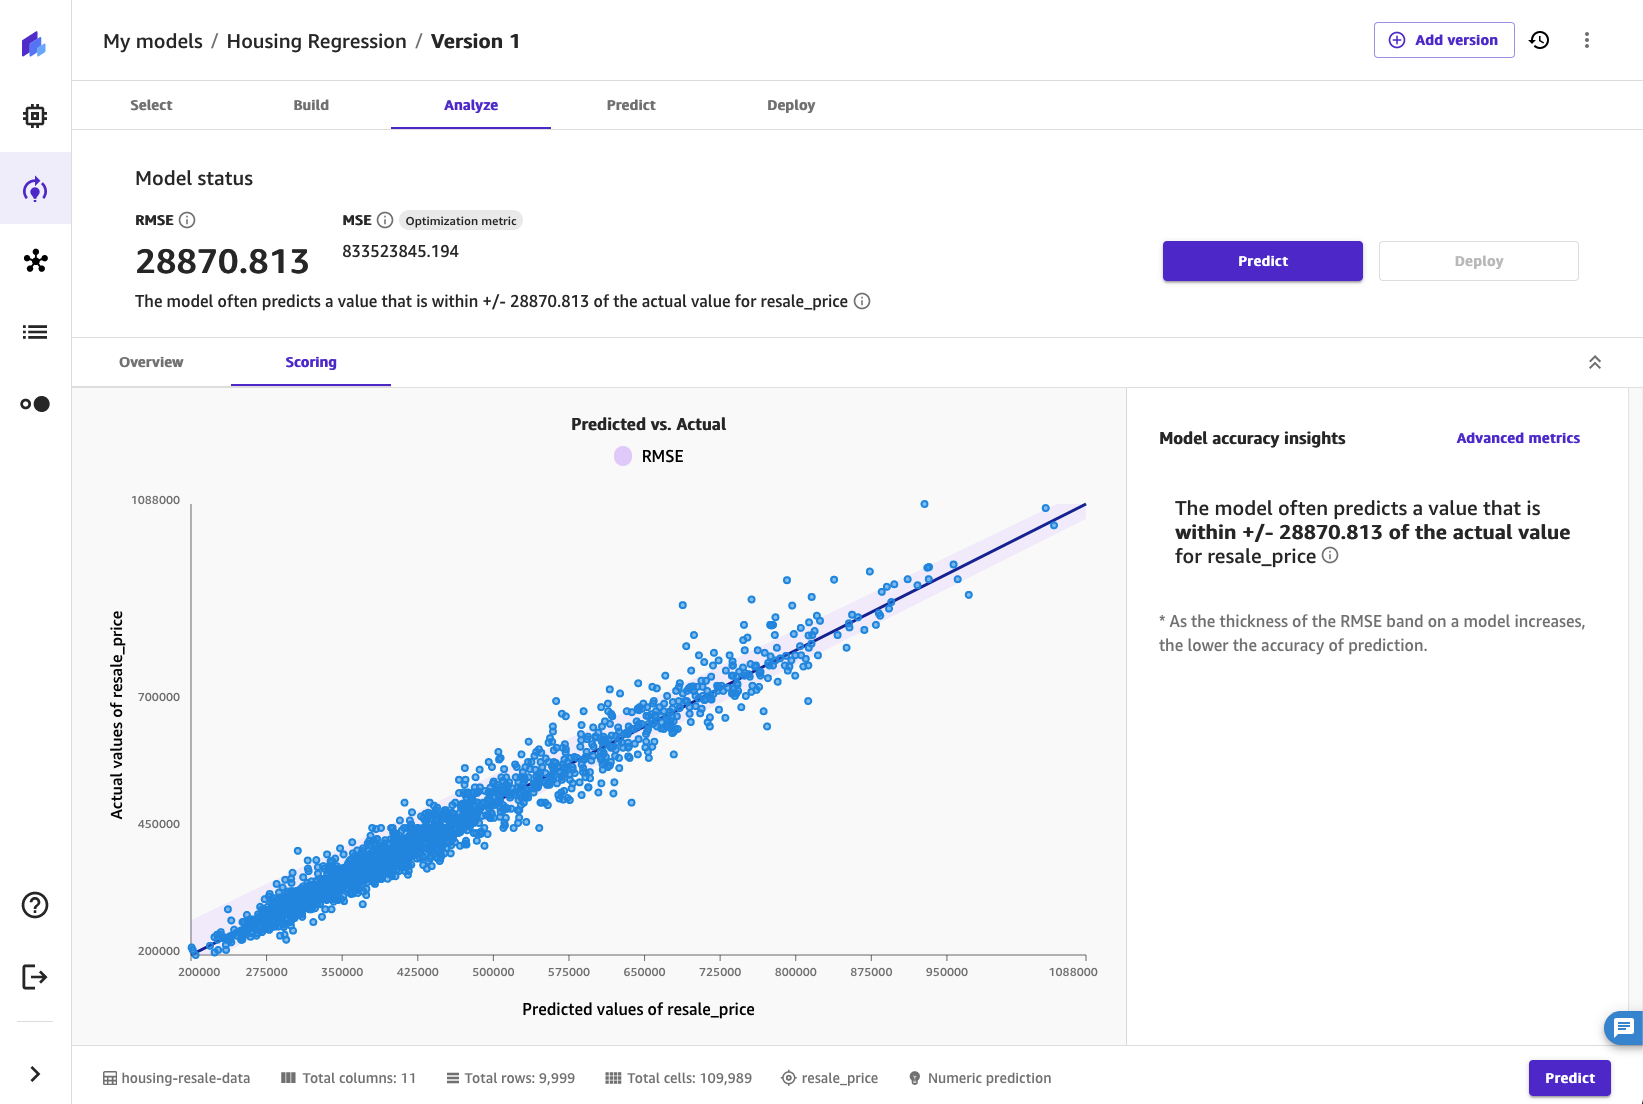 My models / Housing Regression / Version 1
Add version
Select Build Analyze Predict Deploy
Model status
RMSE MSE Optimization metric
28870.813 833523845.194
Predict Deploy
The model often predicts a value that is within +/- 28870.813 of the actual value for resale_price
Overview Scoring
Predicted vs. Actual
RMSE
1088000
700000
450000
200000
Actual values of resale_price
200000 275000 350000 425000 500000 575000 650000 725000 800000 875000 950000 1088000
Predicted values of resale_price
Model accuracy insights Advanced metrics
The model often predicts a value that is
within +/- 28870.813 of the actual value
for resale_price
* As the thickness of the RMSE band on a model increases,
the lower the accuracy of prediction.
housing-resale-data Total columns: 11 Total rows: 9,999 Total cells: 109,989 resale_price Numeric prediction
Predict